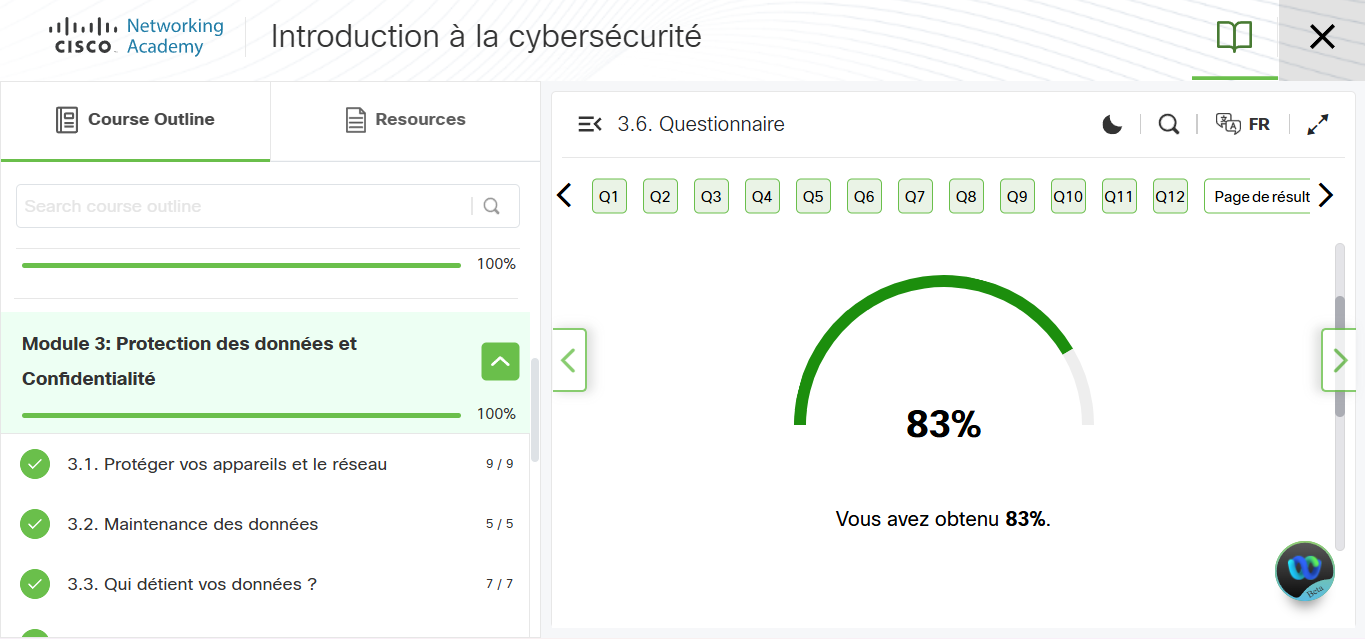 CISCO
Networking
Academy
Introduction à la cybersécurité
Course Outline
Resources
Search course outline
100%
Module 3: Protection des données et
Confidentialité
100%
3.1. Protéger vos appareils et le réseau
9 / 9
3.2. Maintenance des données
5 / 5
3.3. Qui détient vos données ?
7 / 7
3.6. Questionnaire
FR
Q1 Q2 Q3 Q4 Q5 Q6 Q7 Q8 Q9 Q10 Q11 Q12 Page de résult
83%
Vous avez obtenu 83%.
Beta